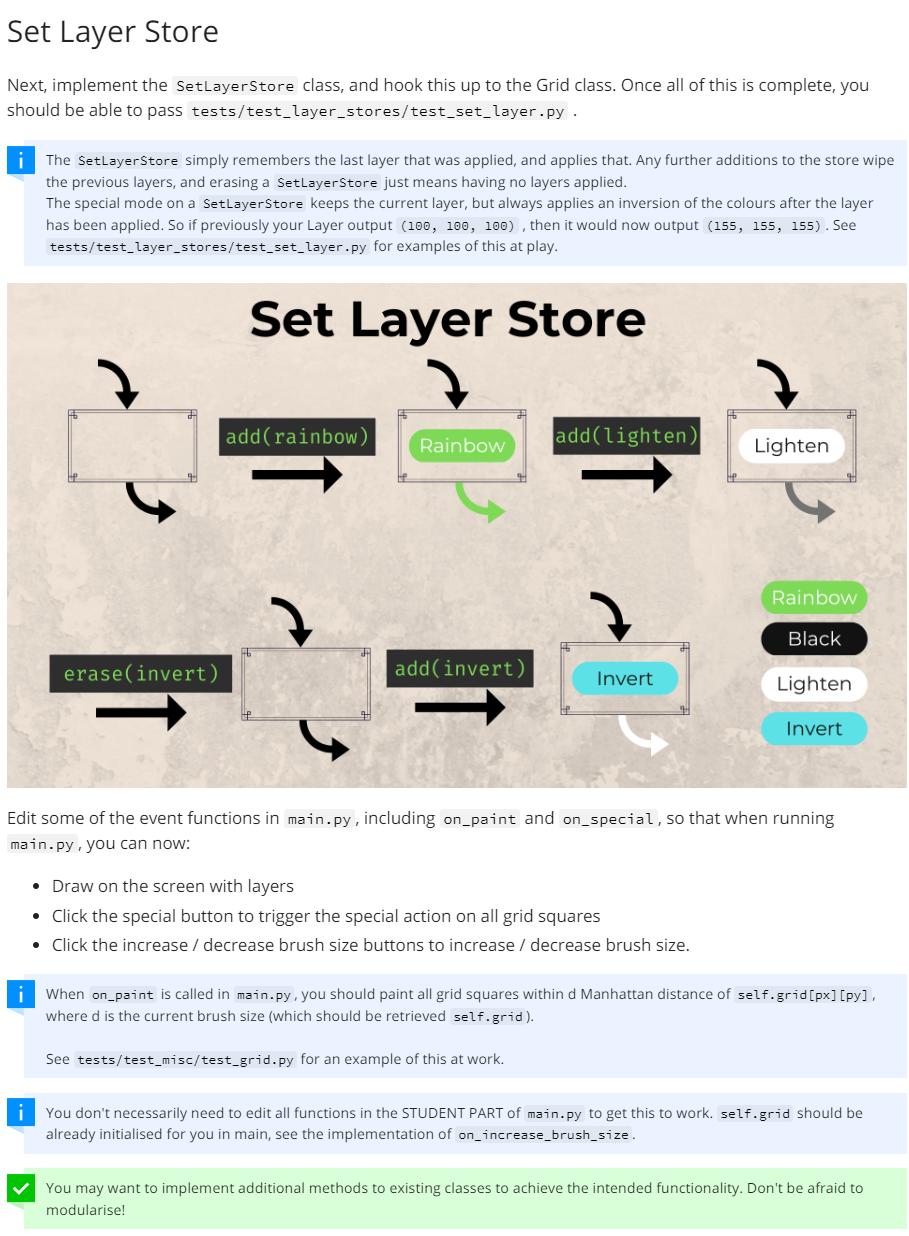 Set Layer Store
Next, implement the SetLayerStore class, and hook this up to the Grid class. Once all of this is complete, you
should be able to pass tests/test_layer_stores/test_set_layer.py .
The SetLayerStore simply remembers the last layer that was applied, and applies that. Any further additions to the store wipe
the previous layers, and erasing a SetLayerStore just means having no layers applied.
The special mode on a SetLayerStore keeps the current layer, but always applies an inversion of the colours after the layer
has been applied. So if previously your Layer output (100, 100, 100) , then it would now output (155, 155, 155) . See
tests/test_layer_stores/test_set_layer.py for examples of this at play.
Set Layer Store
add(rainbow)
Rainbow
add(lighten)
Lighten
erase(invert)
add(invert)
Invert
Rainbow
Black
Lighten
Invert
Edit some of the event functions in main.py , including on_paint and on_special , so that when running
main.py , you can now:
• Draw on the screen with layers
• Click the special button to trigger the special action on all grid squares
• Click the increase / decrease brush size buttons to increase / decrease brush size.
When on_paint is called in main.py , you should paint all grid squares within d Manhattan distance of self.grid[px][py] ,
where d is the current brush size (which should be retrieved self.grid ).
See tests/test_misc/test_grid.py for an example of this at work.
You don't necessarily need to edit all functions in the STUDENT PART of main.py to get this to work. self.grid should be
already initialised for you in main, see the implementation of on_increase_brush_size .
You may want to implement additional methods to existing classes to achieve the intended functionality. Don't be afraid to
modularise!